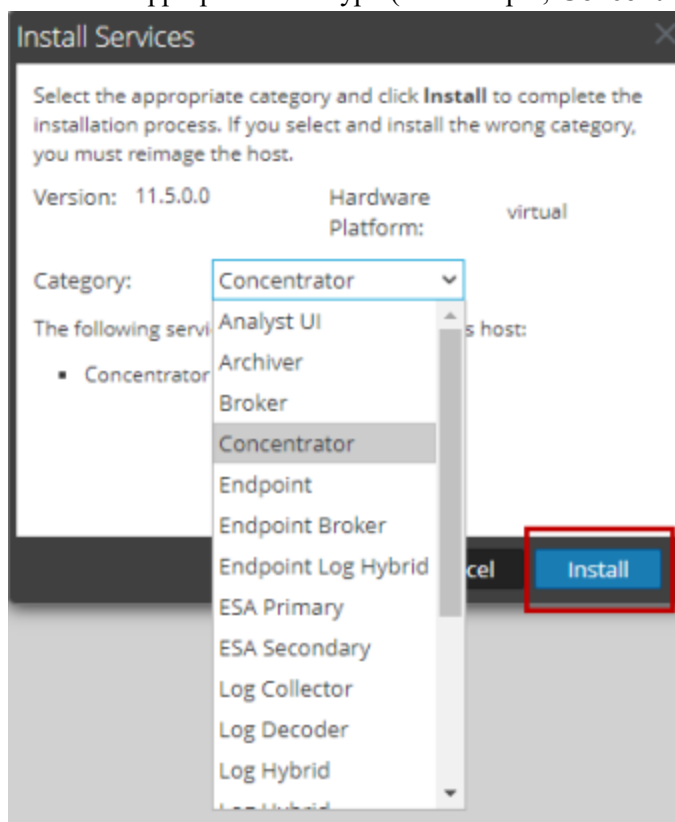 Install Services
Select the appropriate category and click Install to complete the
installation process. If you select and install the wrong category,
you must reimage the host.
Version: 11.5.0.0 Hardware Platform: virtual
Category: Concentrator
The following servi s host:
Concentrator
Analyst UI
Archiver
Broker
Concentrator
Endpoint
Endpoint Broker
Endpoint Log Hybrid
ESA Primary
ESA Secondary
Log Collector
Log Decoder
Log Hybrid
cel Install